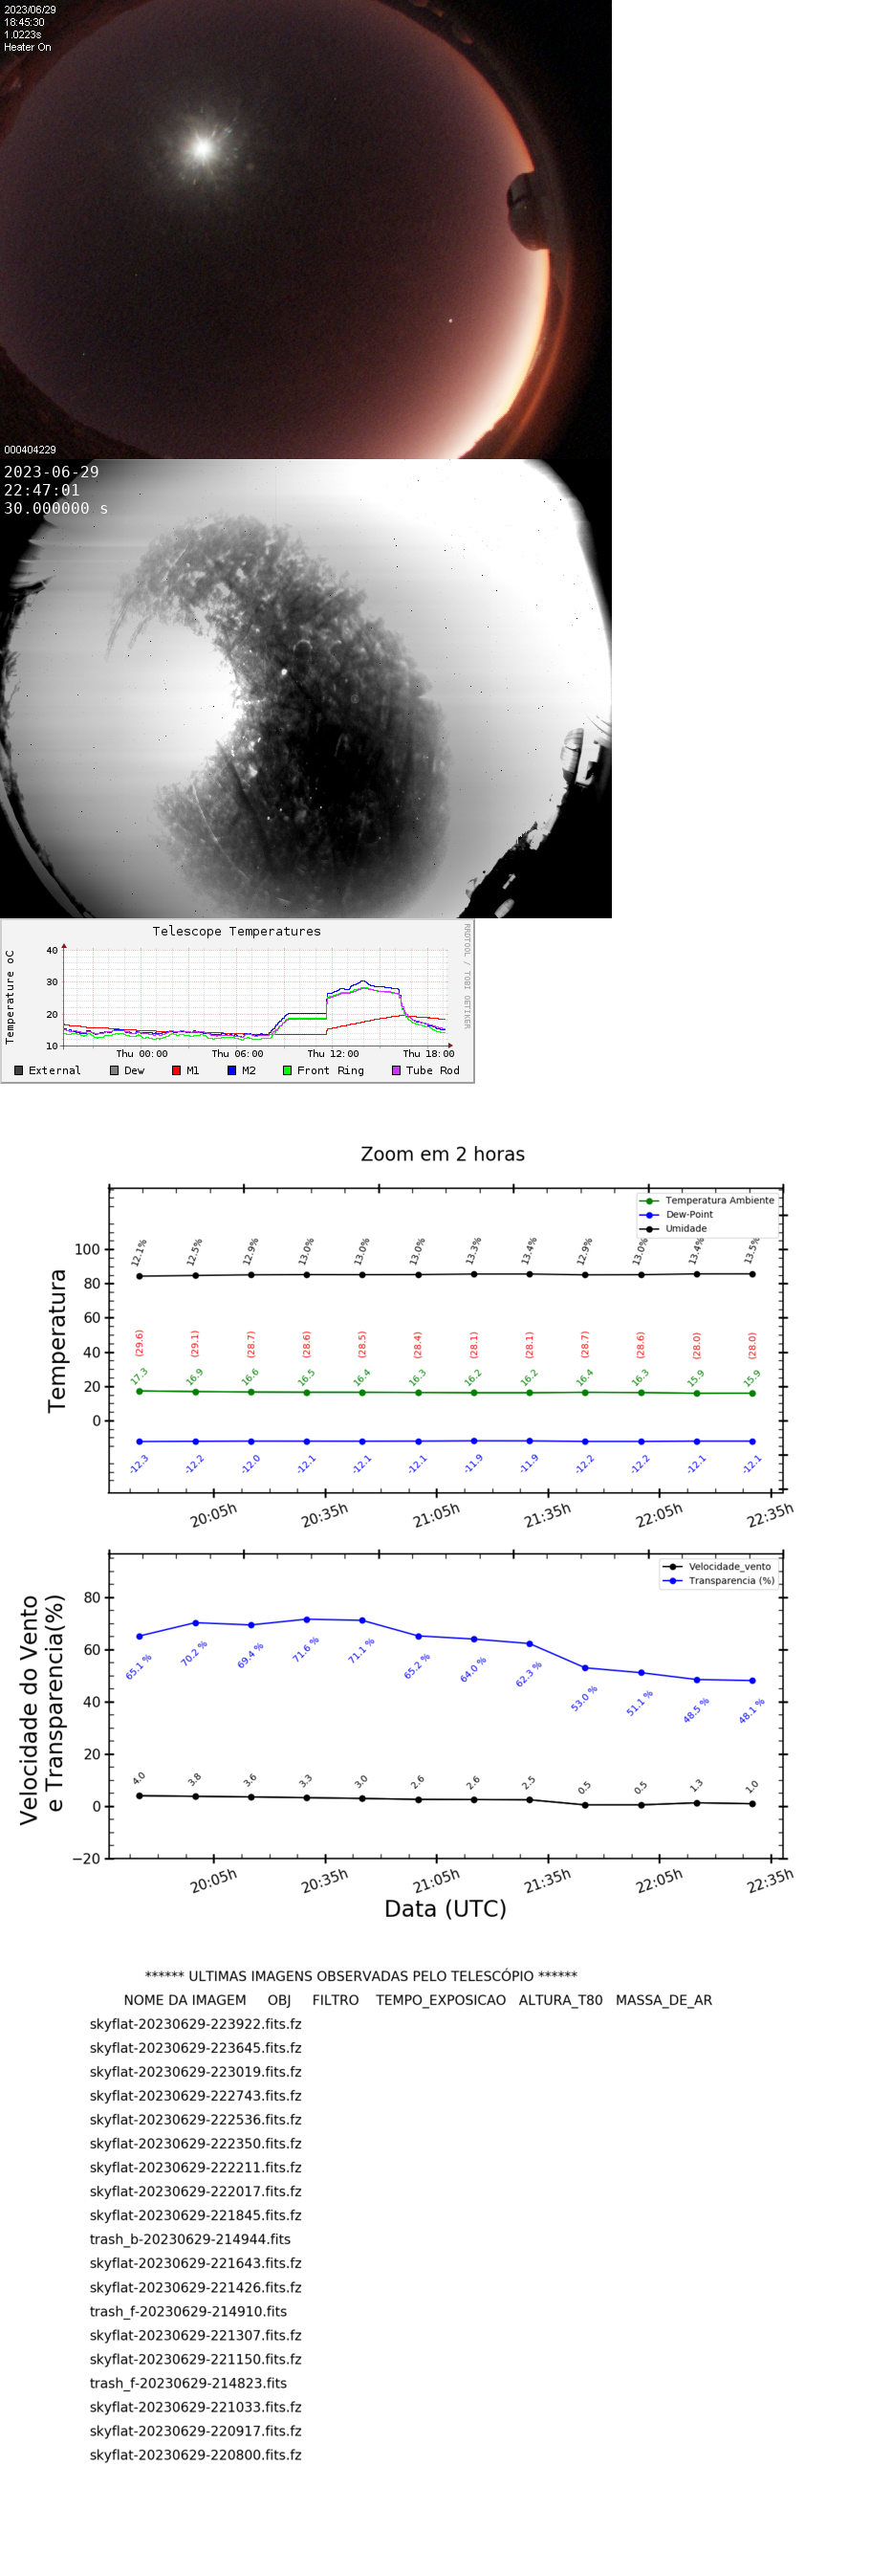 2023/06/29
18:45:30
1.0223s
Heater On
000404229
2023-06-29
22:47:01
30.000000 s
Telescope Temperatures
RRDTOOL / TOBI OETIKER
Temperature oC
40
30
20
10
Thu 00:00 Thu 06:00 Thu 12:00 Thu 18:00
External Dew M1 M2 Front Ring Tube Rod
Zoom em 2 horas
Temperatura Ambiente
Dew-Point
Umidade
Temperatura
100
80
60
40
20
0
12.1% 12.5% 12.9% 13.0% 13.0% 13.0% 13.3% 13.4% 12.9% 13.0% 13.4% 13.5%
(29.6) (29.1) (28.7) (28.6) (28.5) (28.4) (28.1) (28.1) (28.7) (28.6) (28.0) (28.0)
17.3 16.9 16.6 16.5 16.4 16.3 16.2 16.2 16.4 16.3 15.9 15.9
-12.3 -12.2 -12.0 -12.1 -12.1 -12.1 -11.9 -11.9 -12.2 -12.2 -12.1 -12.1
20:05h 20:35h 21:05h 21:35h 22:05h 22:35h
Velocidade_vento
Transparencia (%)
Velocidade do Vento
e Transparencia(%)
80
60
40
20
0
−20
65.1 % 70.2 % 69.4 % 71.6 % 71.1 % 65.2 % 64.0 % 62.3 % 53.0 % 51.1 % 48.5 % 48.1 %
4.0 3.8 3.6 3.3 3.0 2.6 2.6 2.5 0.5 0.5 1.3 1.0
20:05h 20:35h 21:05h 21:35h 22:05h 22:35h
Data (UTC)
****** ULTIMAS IMAGENS OBSERVADAS PELO TELESCÓPIO ******
NOME DA IMAGEM OBJ FILTRO TEMPO_EXPOSICAO ALTURA_T80 MASSA_DE_AR
skyflat-20230629-223922.fits.fz
skyflat-20230629-223645.fits.fz
skyflat-20230629-223019.fits.fz
skyflat-20230629-222743.fits.fz
skyflat-20230629-222536.fits.fz
skyflat-20230629-222350.fits.fz
skyflat-20230629-222211.fits.fz
skyflat-20230629-222017.fits.fz
skyflat-20230629-221845.fits.fz
trash_b-20230629-214944.fits
skyflat-20230629-221643.fits.fz
skyflat-20230629-221426.fits.fz
trash_f-20230629-214910.fits
skyflat-20230629-221307.fits.fz
skyflat-20230629-221150.fits.fz
trash_f-20230629-214823.fits
skyflat-20230629-221033.fits.fz
skyflat-20230629-220917.fits.fz
skyflat-20230629-220800.fits.fz